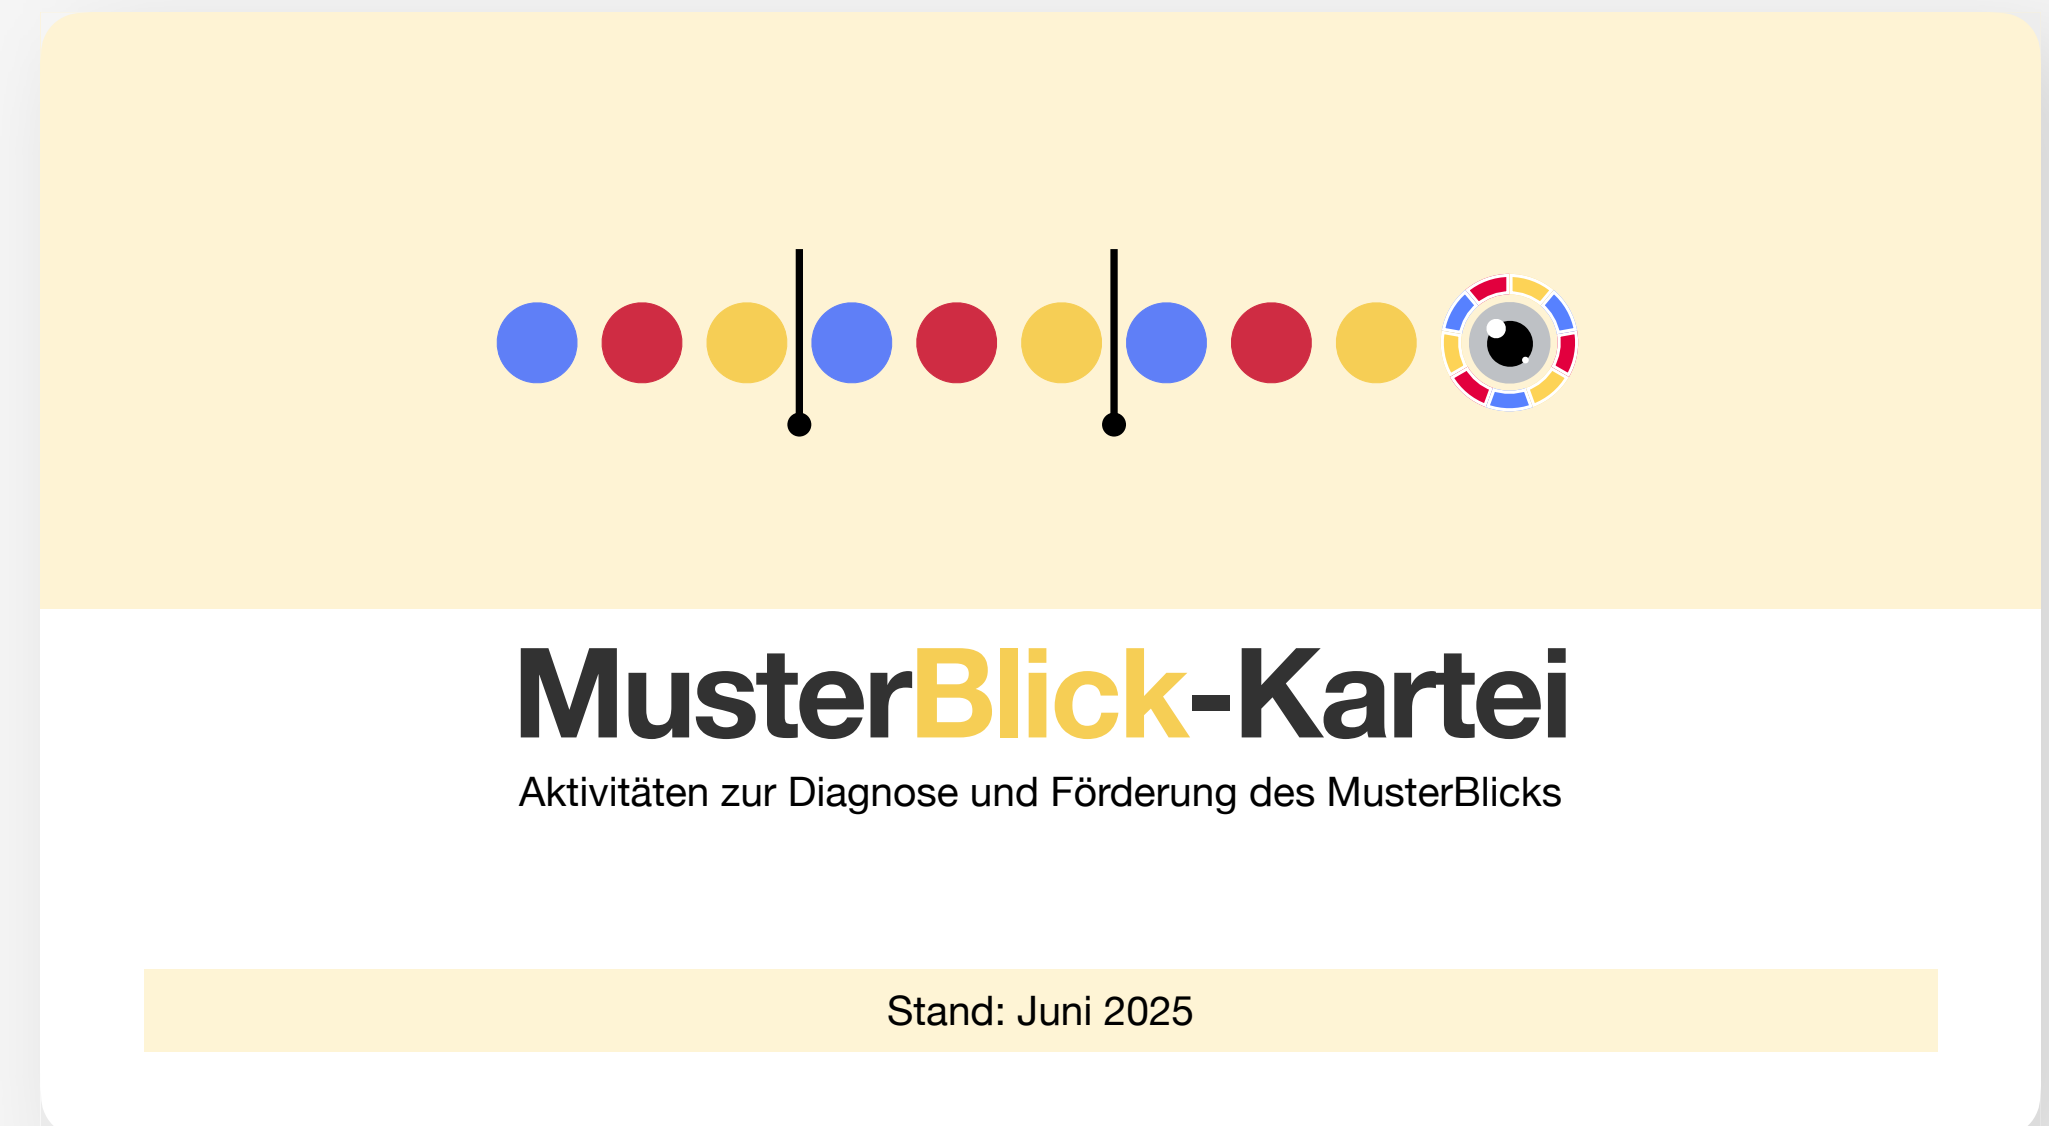 MusterBlick-Kartei
Aktivitäten zur Diagnose und Förderung des MusterBlicks
Stand: Juni 2025